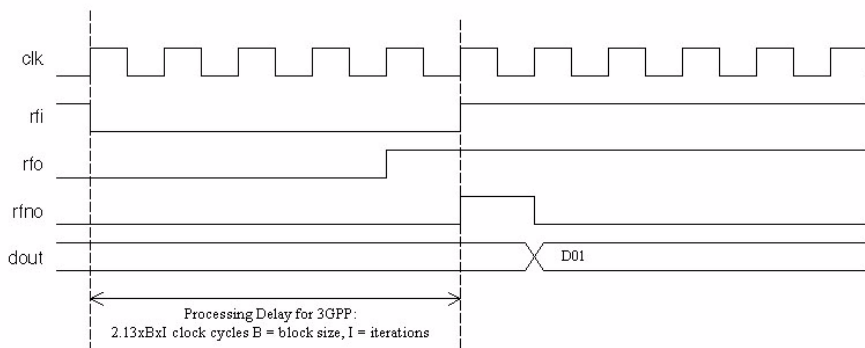 clk
rfi
rfo
rfno
dout
D01
Processing Delay for 3GPP:
2.13xBxI clock cycles B = block size, I = iterations